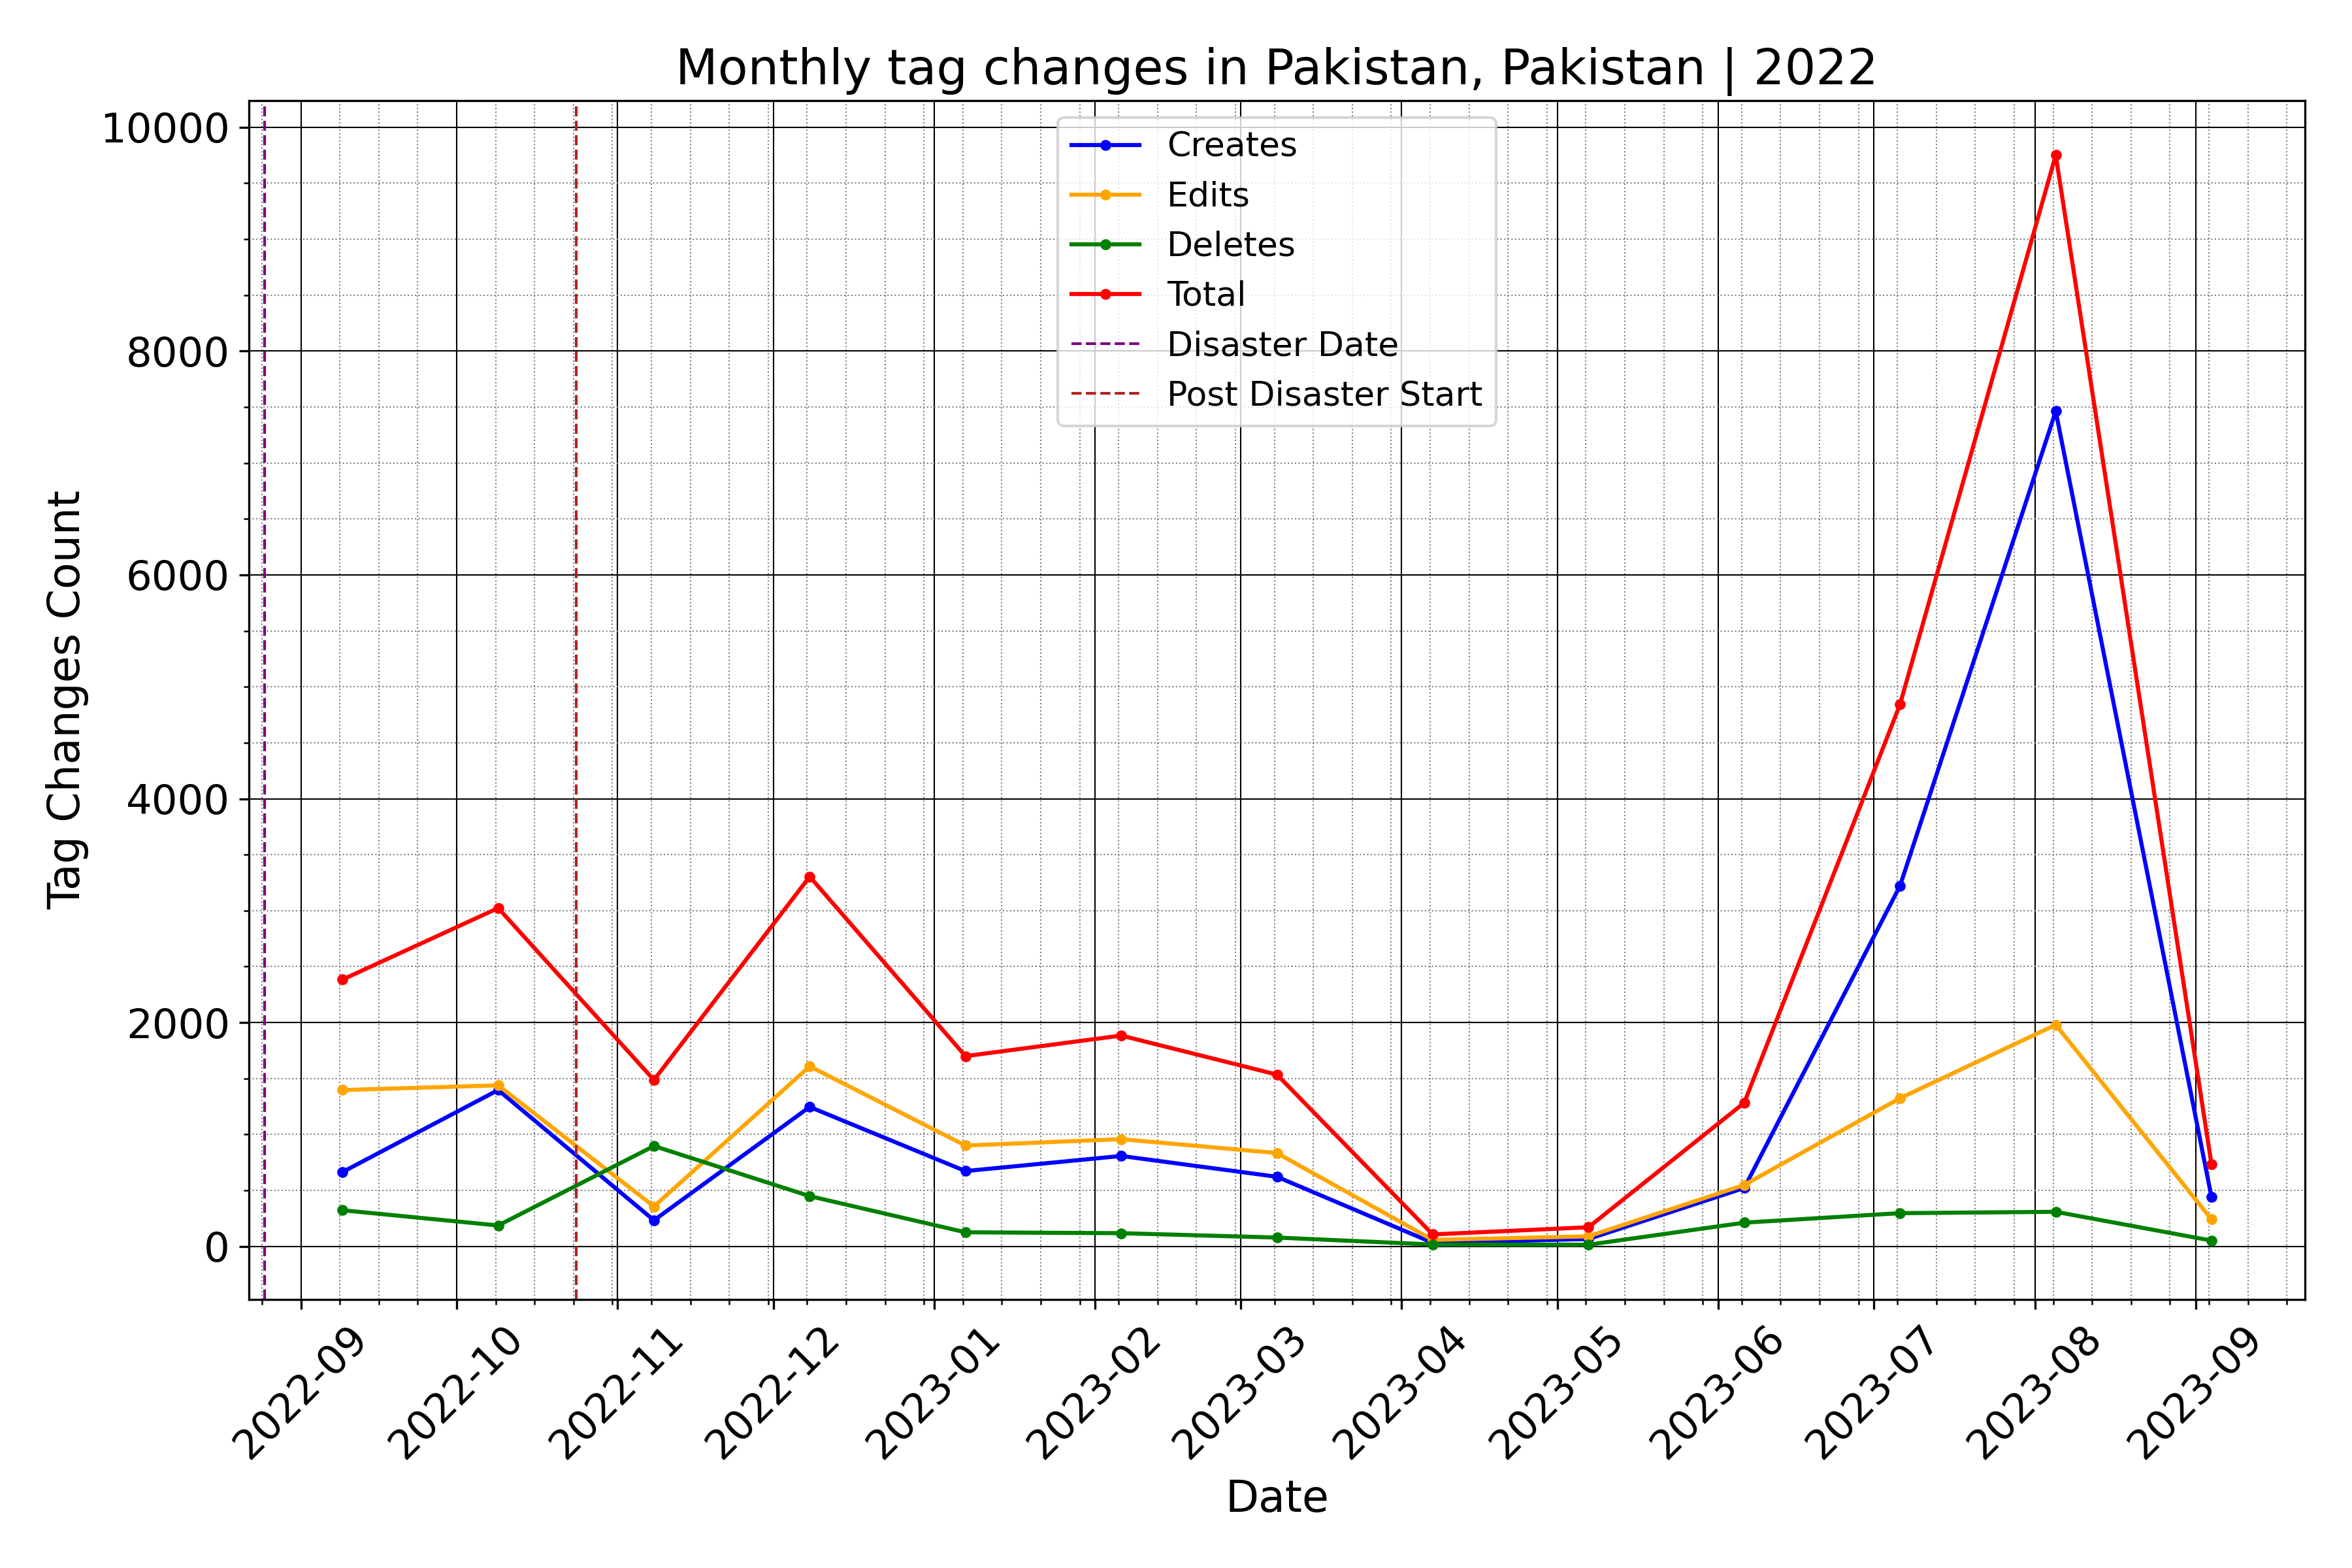 Monthly tag changes in Pakistan, Pakistan | 2022
Creates
Edits
Deletes
Total
Disaster Date
Post Disaster Start
Tag Changes Count
10000
8000
6000
4000
2000
0
2022-09
2022-10
2022-11
2022-12
2023-01
2023-02
2023-03
2023-04
2023-05
2023-06
2023-07
2023-08
2023-09
Date